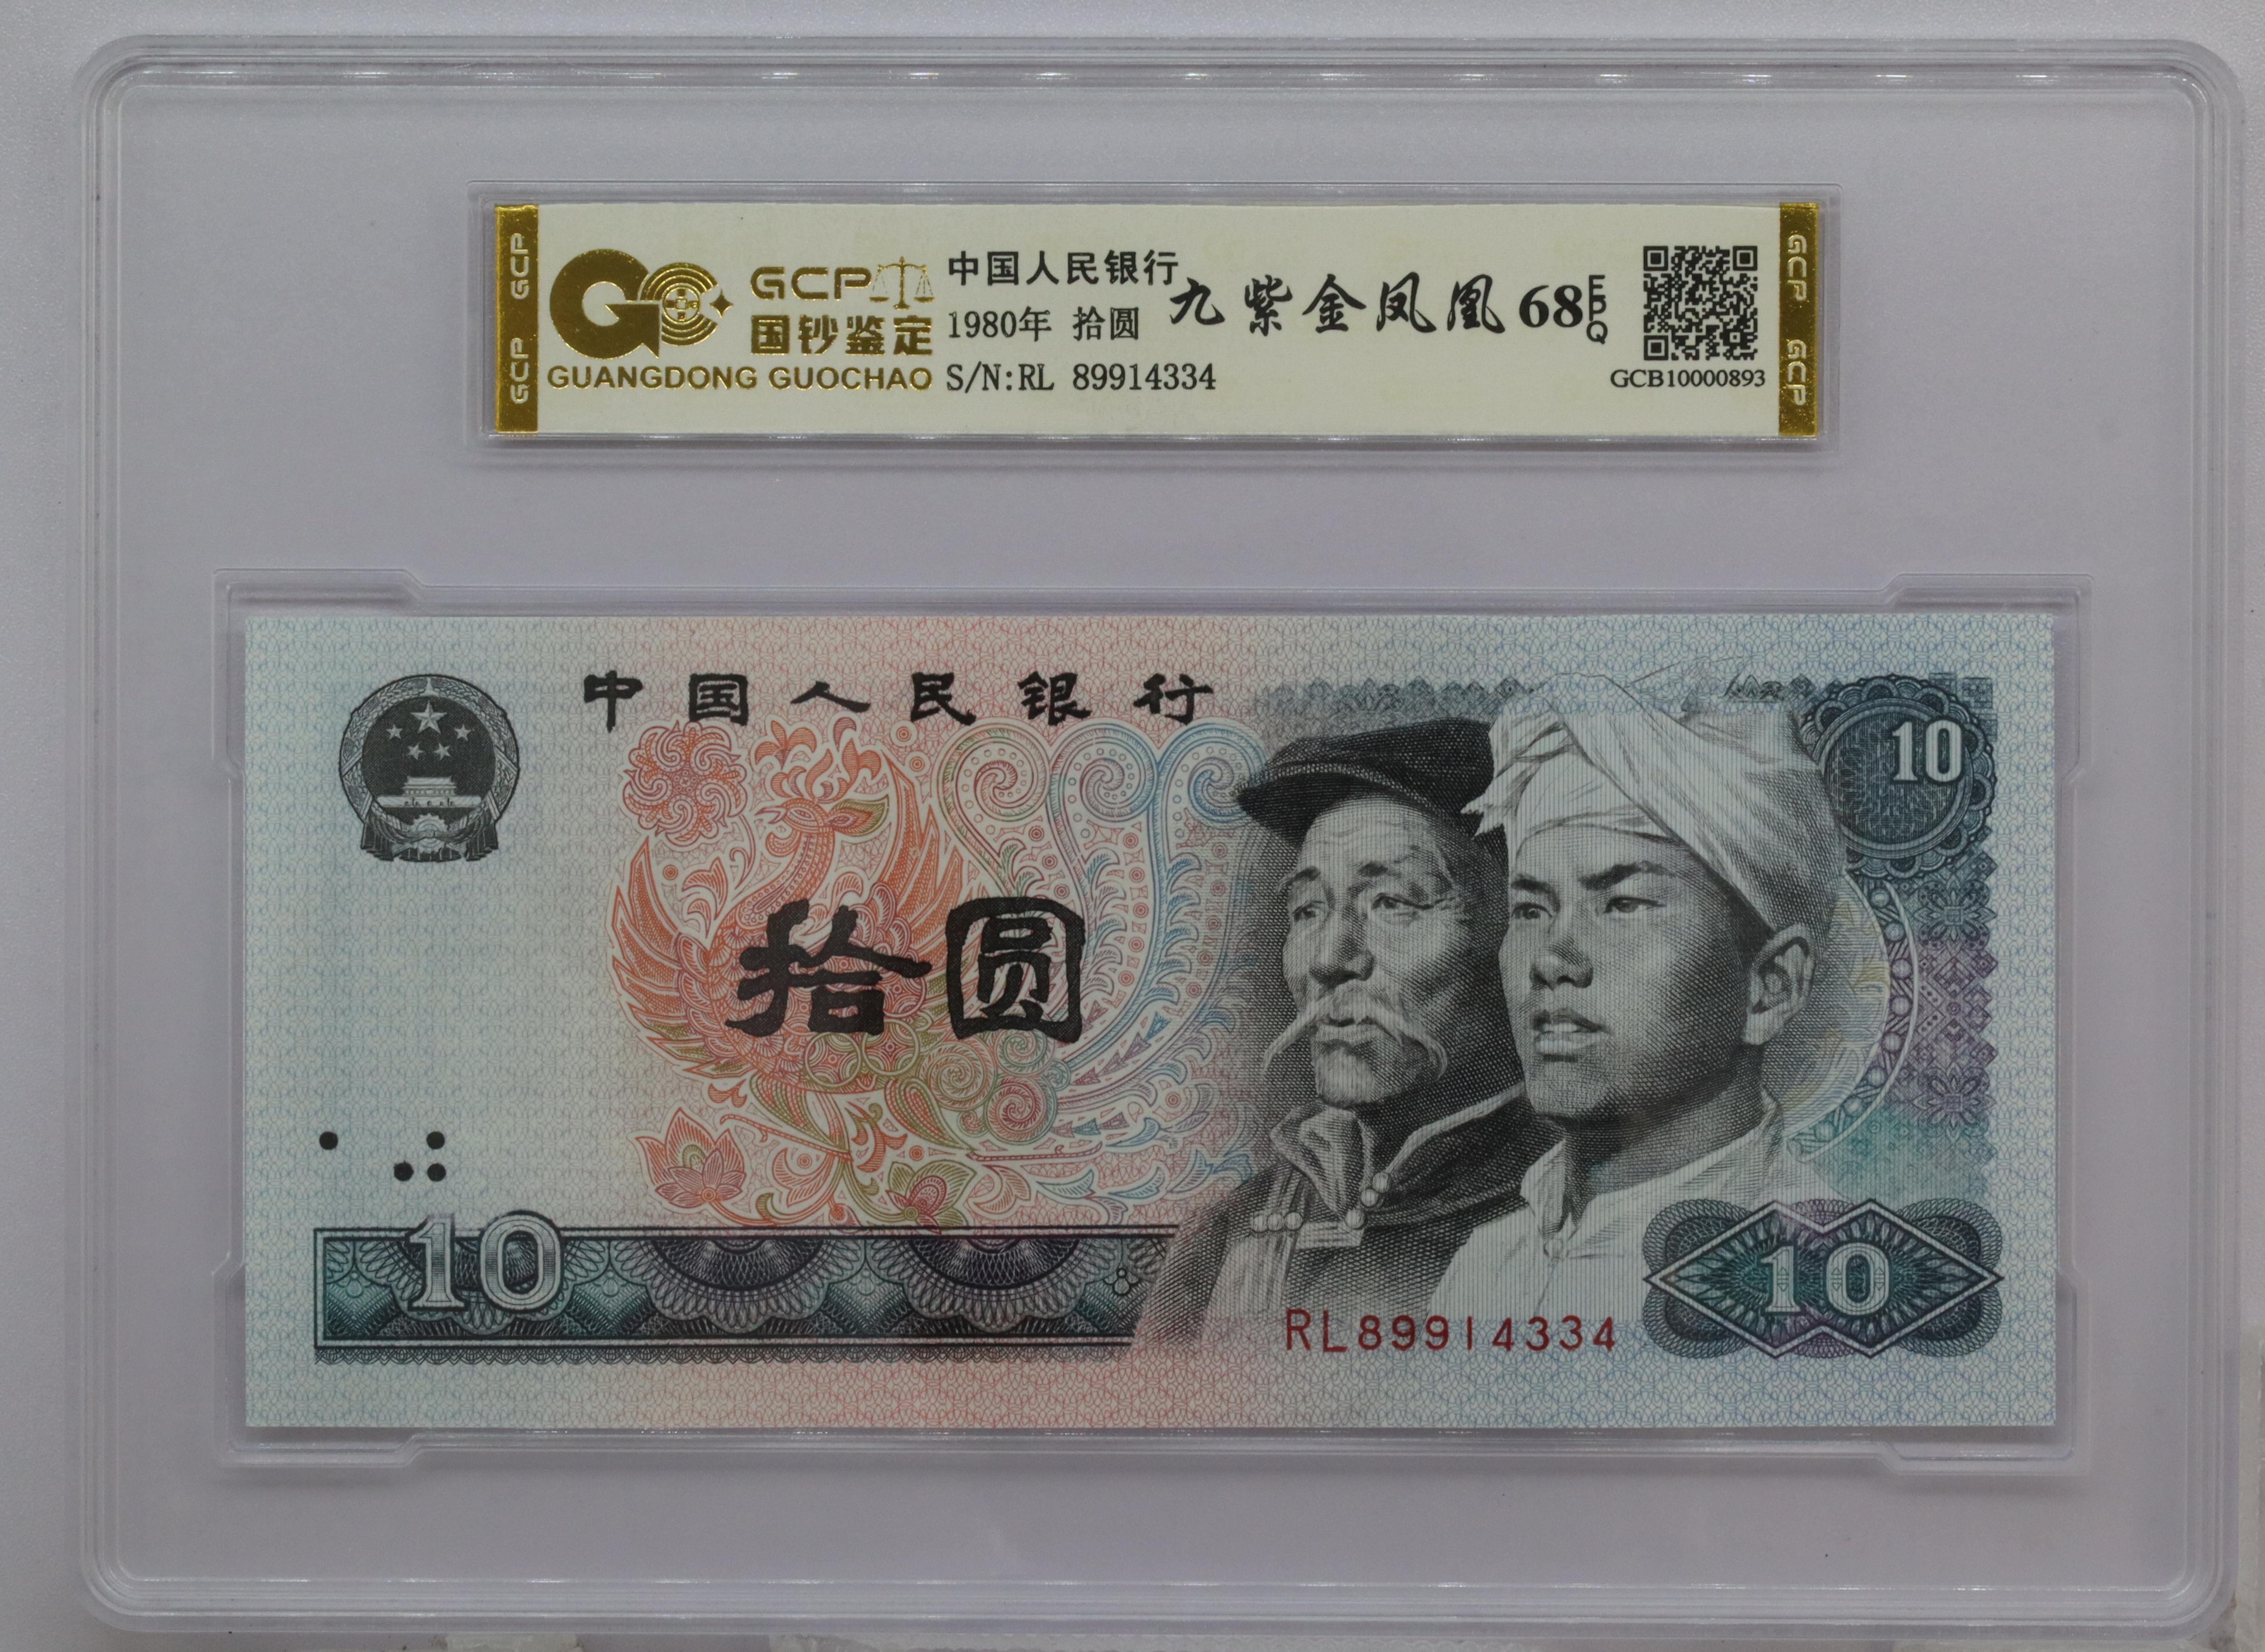 GCP GCP
GCP
国钞鉴定
GUANGDONG GUOCHAO
中国人民银行
1980年 拾圆
S/N:RL 89914334
九紫金凤凰 68 EPQ
GCB10000893
GCP GCP
中国人民银行
10
拾圆
10
10
RL89914334